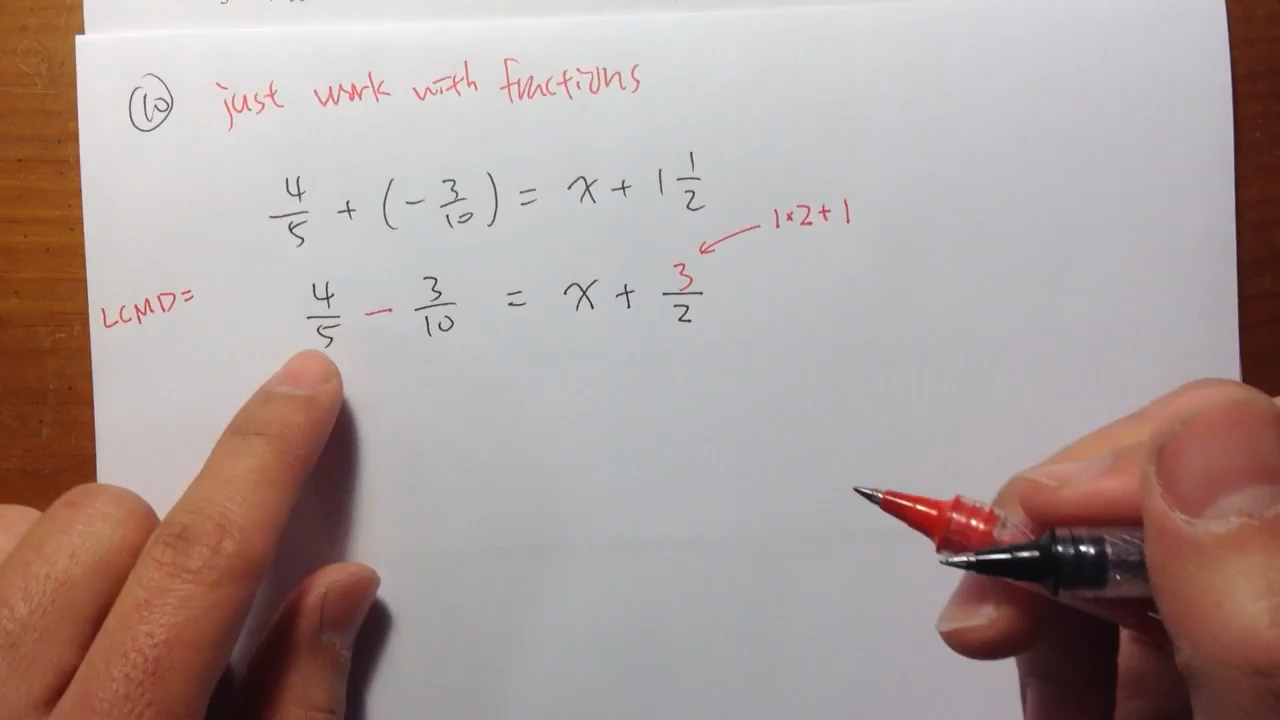 ⑩ just work with fractions
4/5 + (- 3/10) = x + 1 1/2
1×2+1
LCMD= 4/5 - 3/10 = x + 3/2